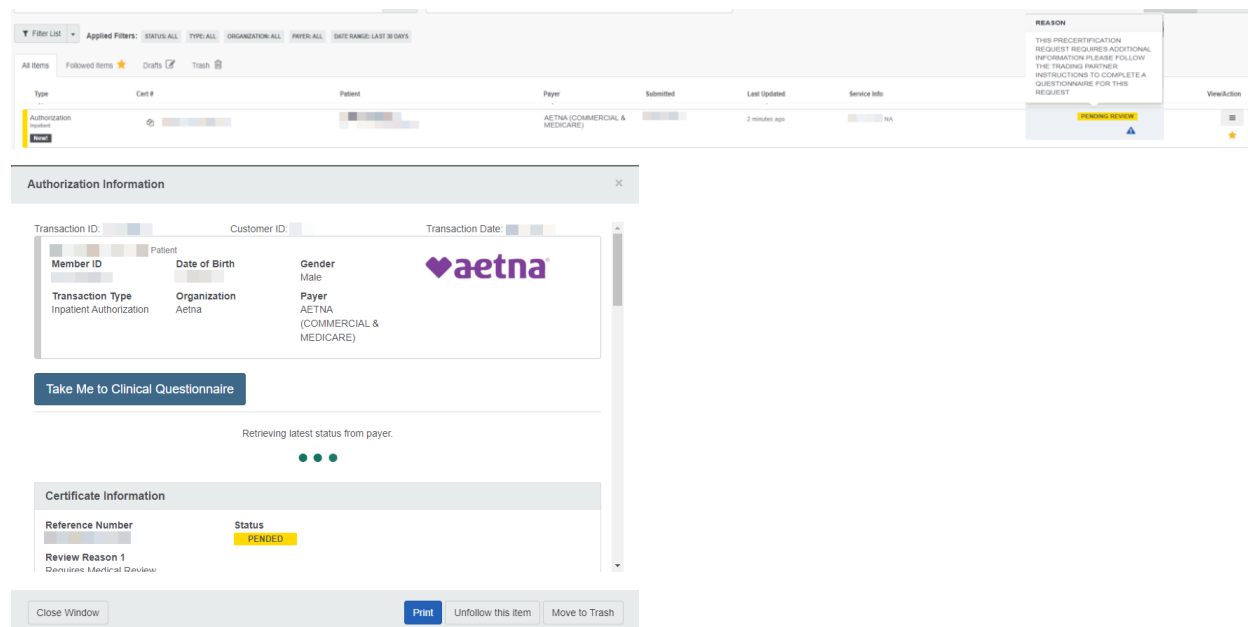 REASON
THIS PRECERTIFICATION
REQUEST REQUIRES ADDITIONAL
INFORMATION PLEASE FOLLOW
THE TRADING PARTNER
INSTRUCTIONS TO COMPLETE A
QUESTIONNAIRE FOR THIS
REQUEST
Filter List Applied Filters: STATUS: ALL TYPE: ALL ORGANIZATION: ALL PAYER: ALL DATE RANGE: LAST 30 DAYS
All Items Followed Items Drafts Trash
Type Cert # Patient Payer Submitted Last Updated Service Info View/Action
Authorization AETNA (COMMERCIAL & 2 minutes ago NA PENDING REVIEW
Inpatient MEDICARE)
New!
Authorization Information ×
Transaction ID: Customer ID: Transaction Date:
Patient
Member ID Date of Birth Gender aetna
Male
Transaction Type Organization Payer
Inpatient Authorization Aetna AETNA
(COMMERCIAL &
MEDICARE)
Take Me to Clinical Questionnaire
Retrieving latest status from payer.
Certificate Information
Reference Number Status
PENDED
Review Reason 1
Requires Medical Review
Close Window Print Unfollow this item Move to Trash